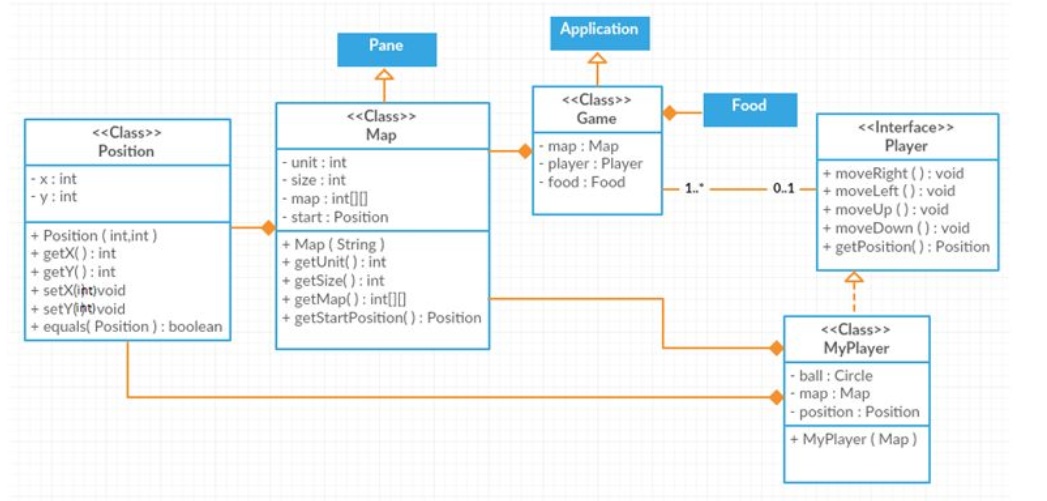 Application
Pane
<<Class>>
Game
- map : Map
- player : Player
- food : Food
Food
<<Class>>
Map
- unit : int
- size : int
- map : int[][]
- start : Position
+ Map ( String )
+ getUnit( ) : int
+ getSize( ) : int
+ getMap( ) : int[][]
+ getStartPosition( ) : Position
<<Class>>
Position
- x : int
- y : int
+ Position ( int,int )
+ getX( ) : int
+ getY( ) : int
+ setX(int)void
+ setY(int)void
+ equals( Position ) : boolean
<<Interface>>
Player
+ moveRight ( ) : void
+ moveLeft ( ) : void
+ moveUp ( ) : void
+ moveDown ( ) : void
+ getPosition( ) : Position
1..*
0..1
<<Class>>
MyPlayer
- ball : Circle
- map : Map
- position : Position
+ MyPlayer ( Map )